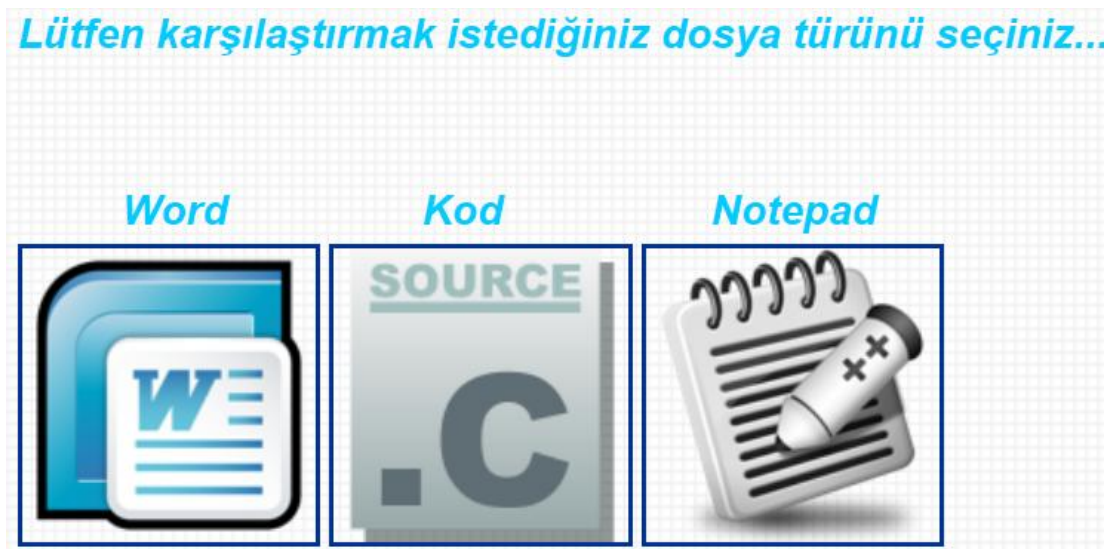 Lütfen karşılaştırmak istediğiniz dosya türünü seçiniz...
Word Kod Notepad
W
SOURCE
.C